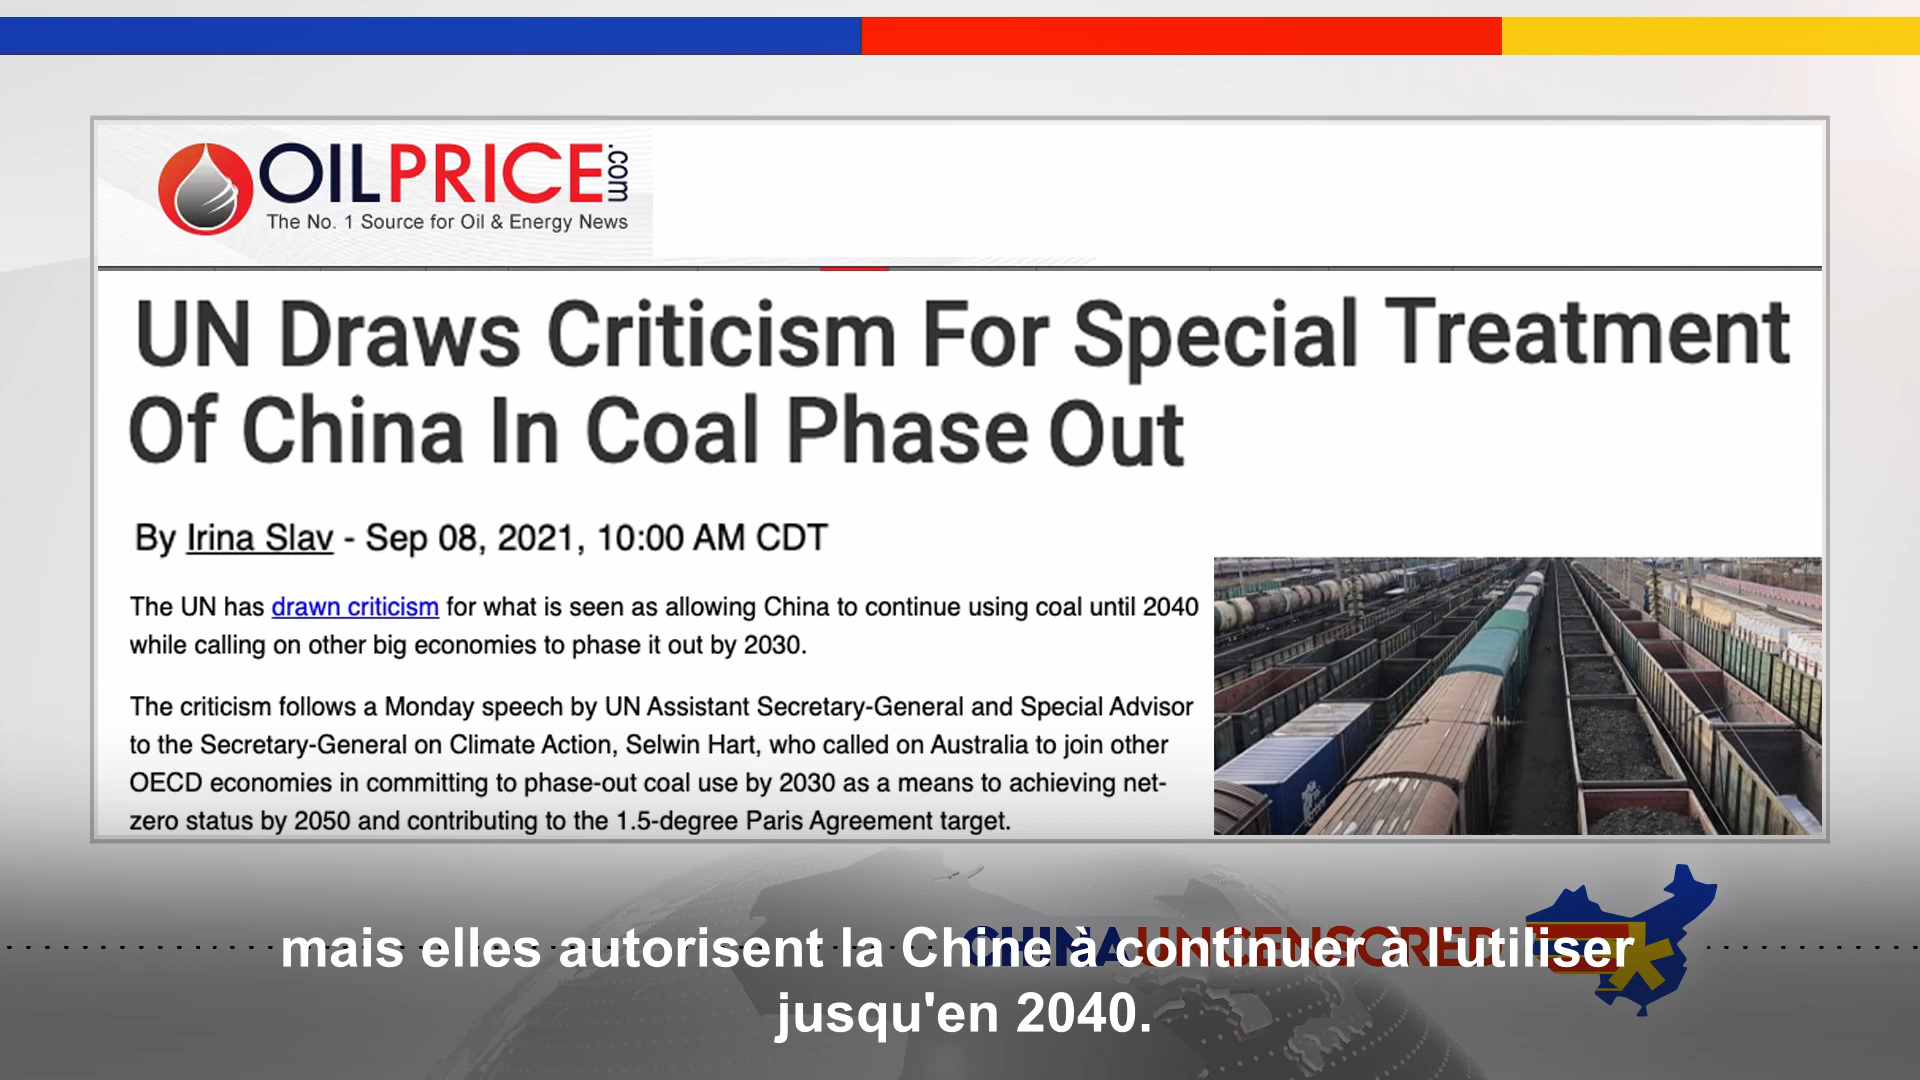 OILPRICE.com
The No. 1 Source for Oil & Energy News
UN Draws Criticism For Special Treatment
Of China In Coal Phase Out
By Irina Slav - Sep 08, 2021, 10:00 AM CDT
The UN has drawn criticism for what is seen as allowing China to continue using coal until 2040
while calling on other big economies to phase it out by 2030.
The criticism follows a Monday speech by UN Assistant Secretary-General and Special Advisor
to the Secretary-General on Climate Action, Selwin Hart, who called on Australia to join other
OECD economies in committing to phase-out coal use by 2030 as a means to achieving net-
zero status by 2050 and contributing to the 1.5-degree Paris Agreement target.
CHINA UNCENSORED
mais elles autorisent la Chine à continuer à l'utiliser
jusqu'en 2040.